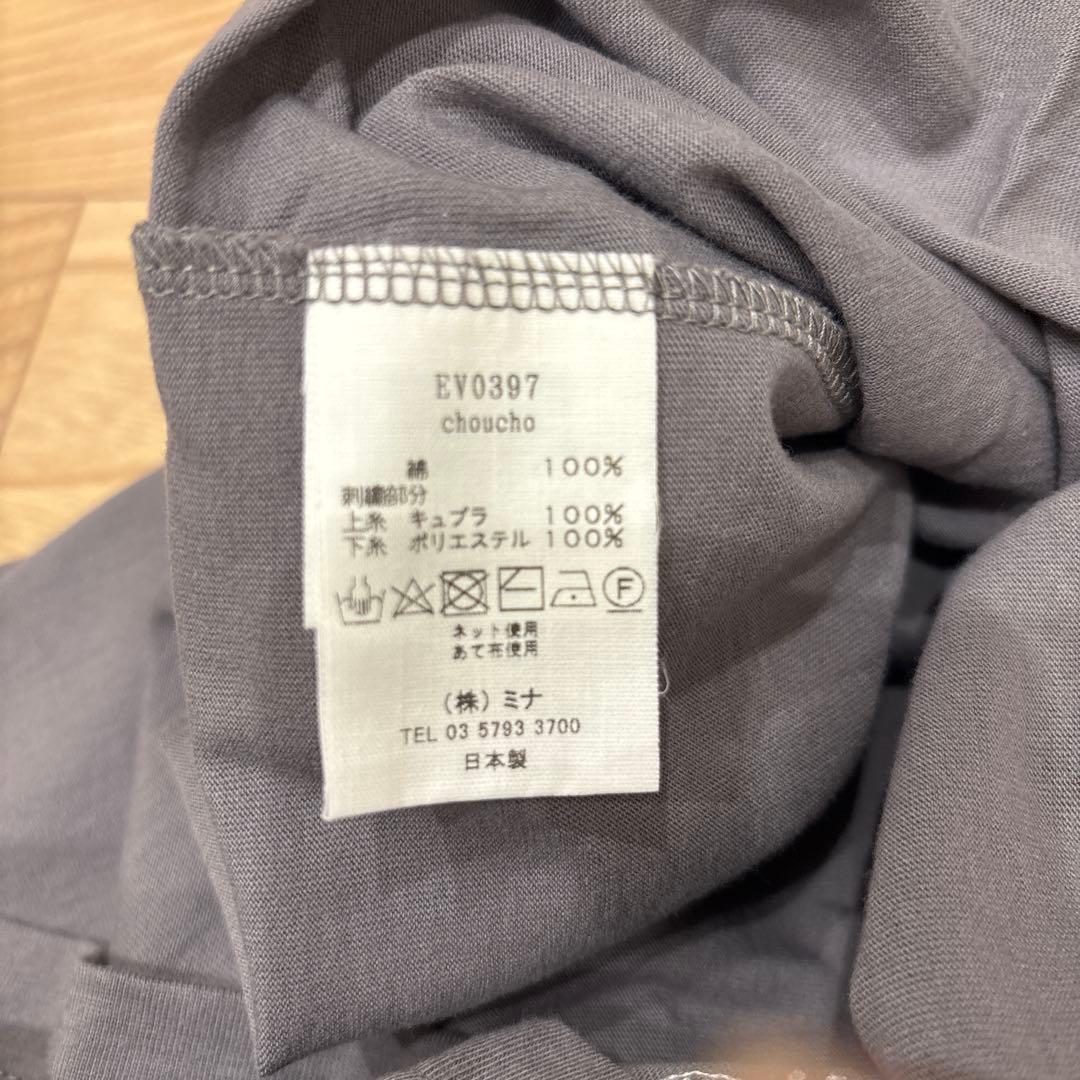 EV0397
choucho
綿 100%
刺繍部分
上糸 キュプラ 100%
下糸 ポリエステル 100%
F
ネット使用
あて布使用
(株)ミナ
TEL 03 5793 3700
日本製